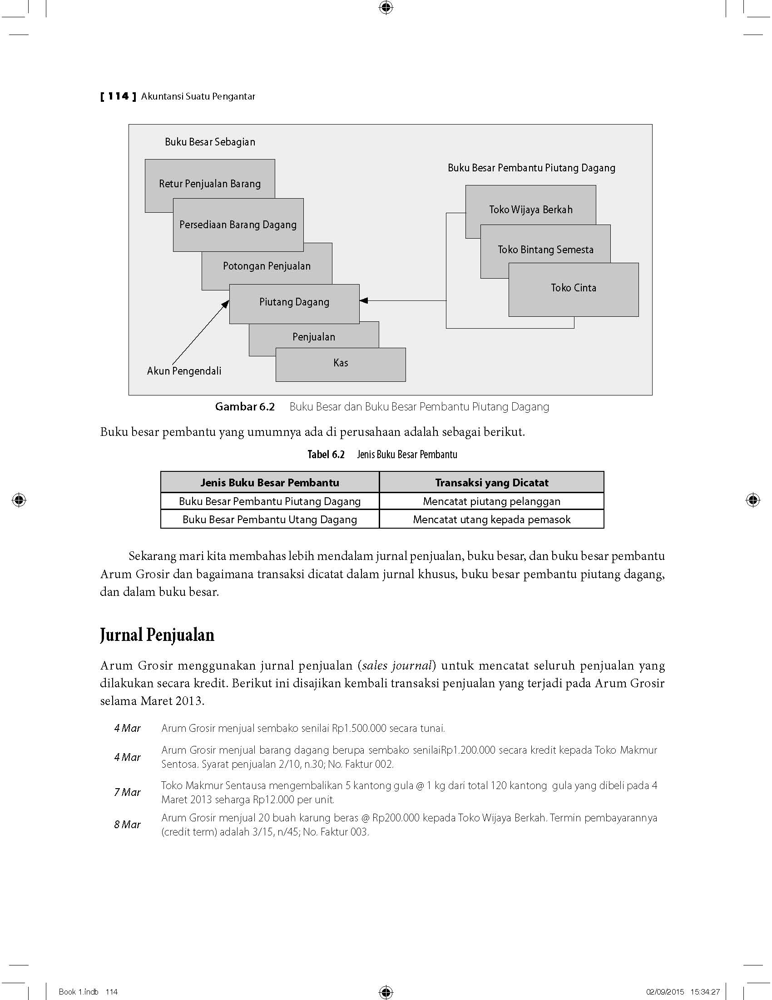 [ 114 ] Akuntansi Suatu Pengantar
Buku Besar Sebagian
Retur Penjualan Barang
Persediaan Barang Dagang
Potongan Penjualan
Piutang Dagang
Penjualan
Kas
Akun Pengendali
Buku Besar Pembantu Piutang Dagang
Toko Wijaya Berkah
Toko Bintang Semesta
Toko Cinta
Gambar 6.2 Buku Besar dan Buku Besar Pembantu Piutang Dagang
Buku besar pembantu yang umumnya ada di perusahaan adalah sebagai berikut.
Tabel 6.2 Jenis Buku Besar Pembantu
Jenis Buku Besar Pembantu Transaksi yang Dicatat
Buku Besar Pembantu Piutang Dagang Mencatat piutang pelanggan
Buku Besar Pembantu Utang Dagang Mencatat utang kepada pemasok
Sekarang mari kita membahas lebih mendalam jurnal penjualan, buku besar, dan buku besar pembantu
Arum Grosir dan bagaimana transaksi dicatat dalam jurnal khusus, buku besar pembantu piutang dagang,
dan dalam buku besar.
Jurnal Penjualan
Arum Grosir menggunakan jurnal penjualan (sales journal) untuk mencatat seluruh penjualan yang
dilakukan secara kredit. Berikut ini disajikan kembali transaksi penjualan yang terjadi pada Arum Grosir
selama Maret 2013.
4 Mar Arum Grosir menjual sembako senilai Rp1.500.000 secara tunai.
4 Mar Arum Grosir menjual barang dagang berupa sembako senilaiRp1.200.000 secara kredit kepada Toko Makmur
Sentosa. Syarat penjualan 2/10, n.30; No. Faktur 002.
7 Mar Toko Makmur Sentausa mengembalikan 5 kantong gula @ 1 kg dari total 120 kantong gula yang dibeli pada 4
Maret 2013 seharga Rp12.000 per unit.
8 Mar Arum Grosir menjual 20 buah karung beras @ Rp200.000 kepada Toko Wijaya Berkah. Termin pembayarannya
(credit term) adalah 3/15, n/45; No. Faktur 003.
Book 1.indb 114 02/09/2015 15:34:27